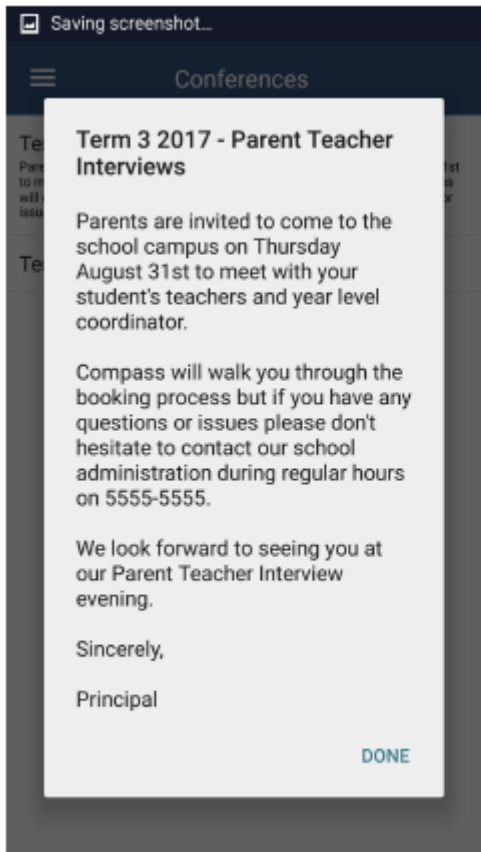 Saving screenshot...
Conferences
Term 3 2017 - Parent Teacher
Interviews
Parents are invited to come to the
school campus on Thursday
August 31st to meet with your
student's teachers and year level
coordinator.
Compass will walk you through the
booking process but if you have any
questions or issues please don't
hesitate to contact our school
administration during regular hours
on 5555-5555.
We look forward to seeing you at
our Parent Teacher Interview
evening.
Sincerely,
Principal
DONE